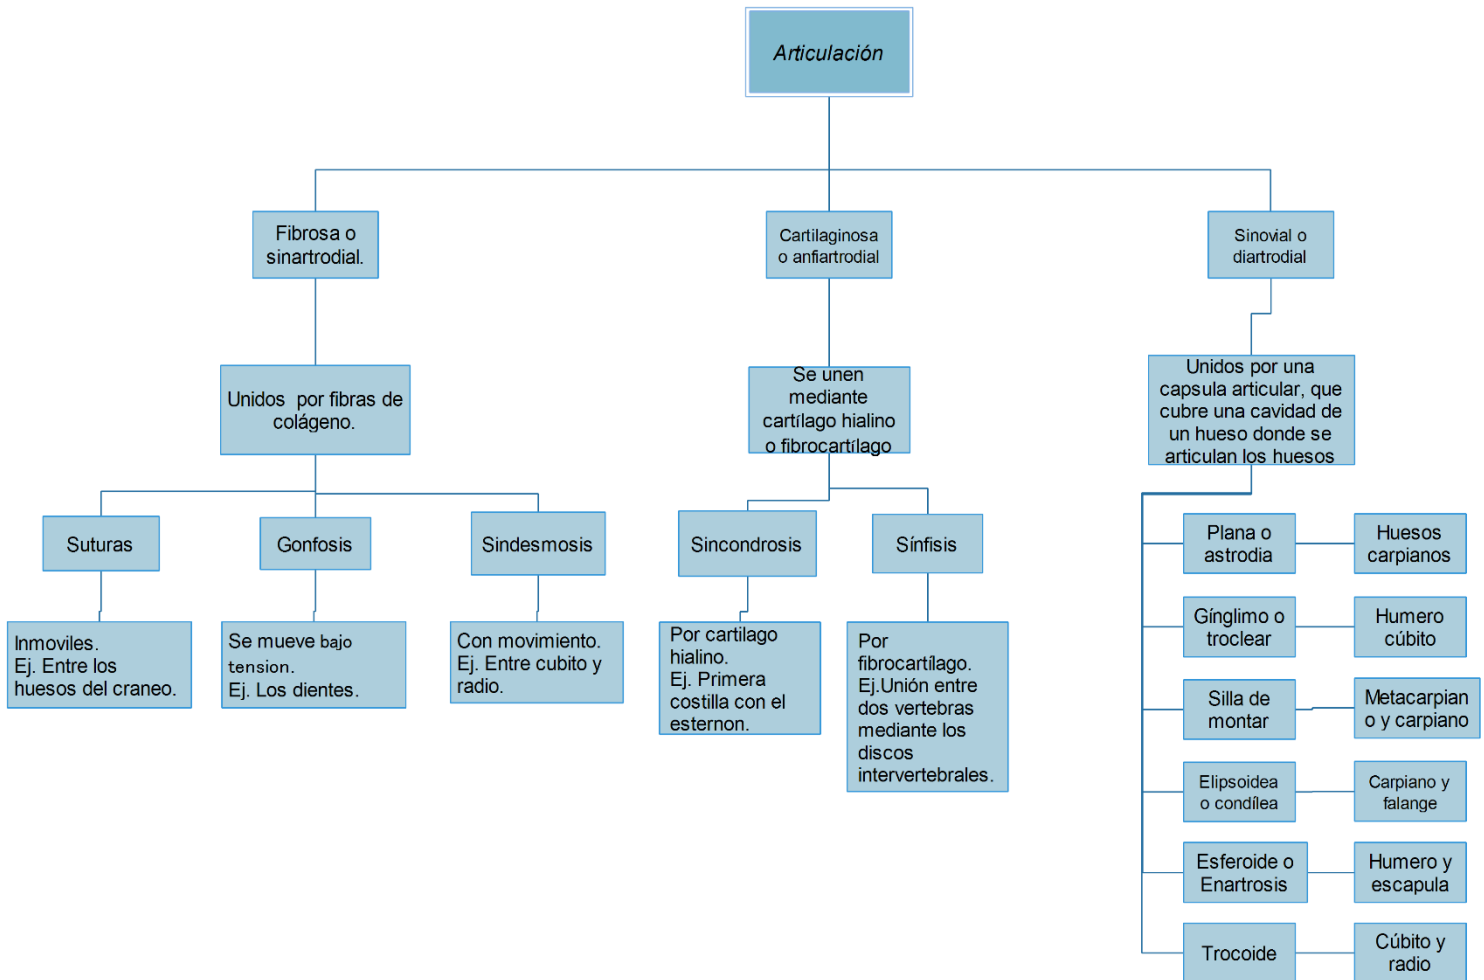 Articulación
Fibrosa o
sinartrodial.
Cartilaginosa
o anfiartrodial
Sinovial o
diartrodial
Unidos por fibras de
colágeno.
Se unen
mediante
cartílago hialino
o fibrocartílago
Unidos por una
capsula articular, que
cubre una cavidad de
un hueso donde se
articulan los huesos
Suturas
Gonfosis
Sindesmosis
Sincondrosis
Sínfisis
Inmoviles.
Ej. Entre los
huesos del craneo.
Se mueve bajo
tension.
Ej. Los dientes.
Con movimiento.
Ej. Entre cubito y
radio.
Por cartilago
hialino.
Ej. Primera
costilla con el
esternon.
Por
fibrocartílago.
Ej.Unión entre
dos vertebras
mediante los
discos
intervertebrales.
Plana o
astrodia
Huesos
carpianos
Gínglimo o
troclear
Humero
cúbito
Silla de
montar
Metacarpian
o y carpiano
Elipsoidea
o condílea
Carpiano y
falange
Esferoide o
Enartrosis
Humero y
escapula
Trocoide
Cúbito y
radio